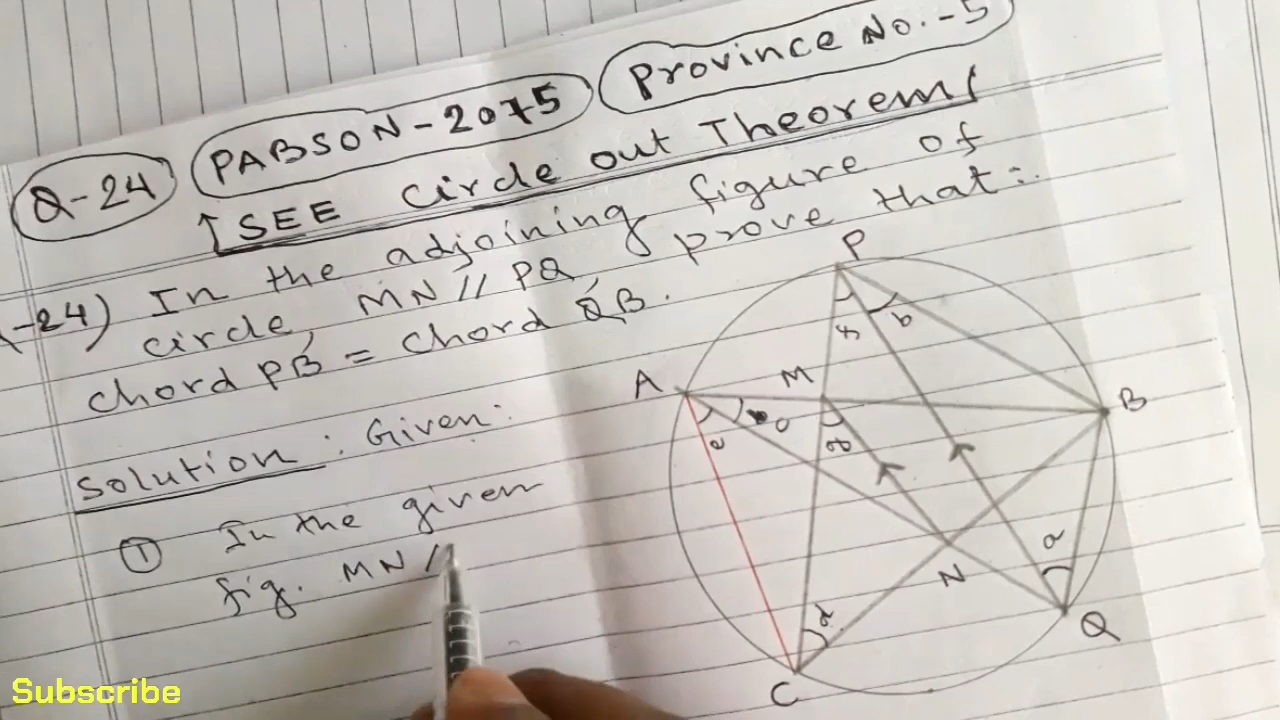 Q-24 PABSON-2075 Province No.-5
SEE Circle out Theorem
-24) In the adjoining figure of
circle, MN // PQ, prove that :-
chord PB = chord QB.
Solution : Given:
① In the given
fig. MN //
P
b
A
M
B
e
a
N
Q
d
C
Subscribe